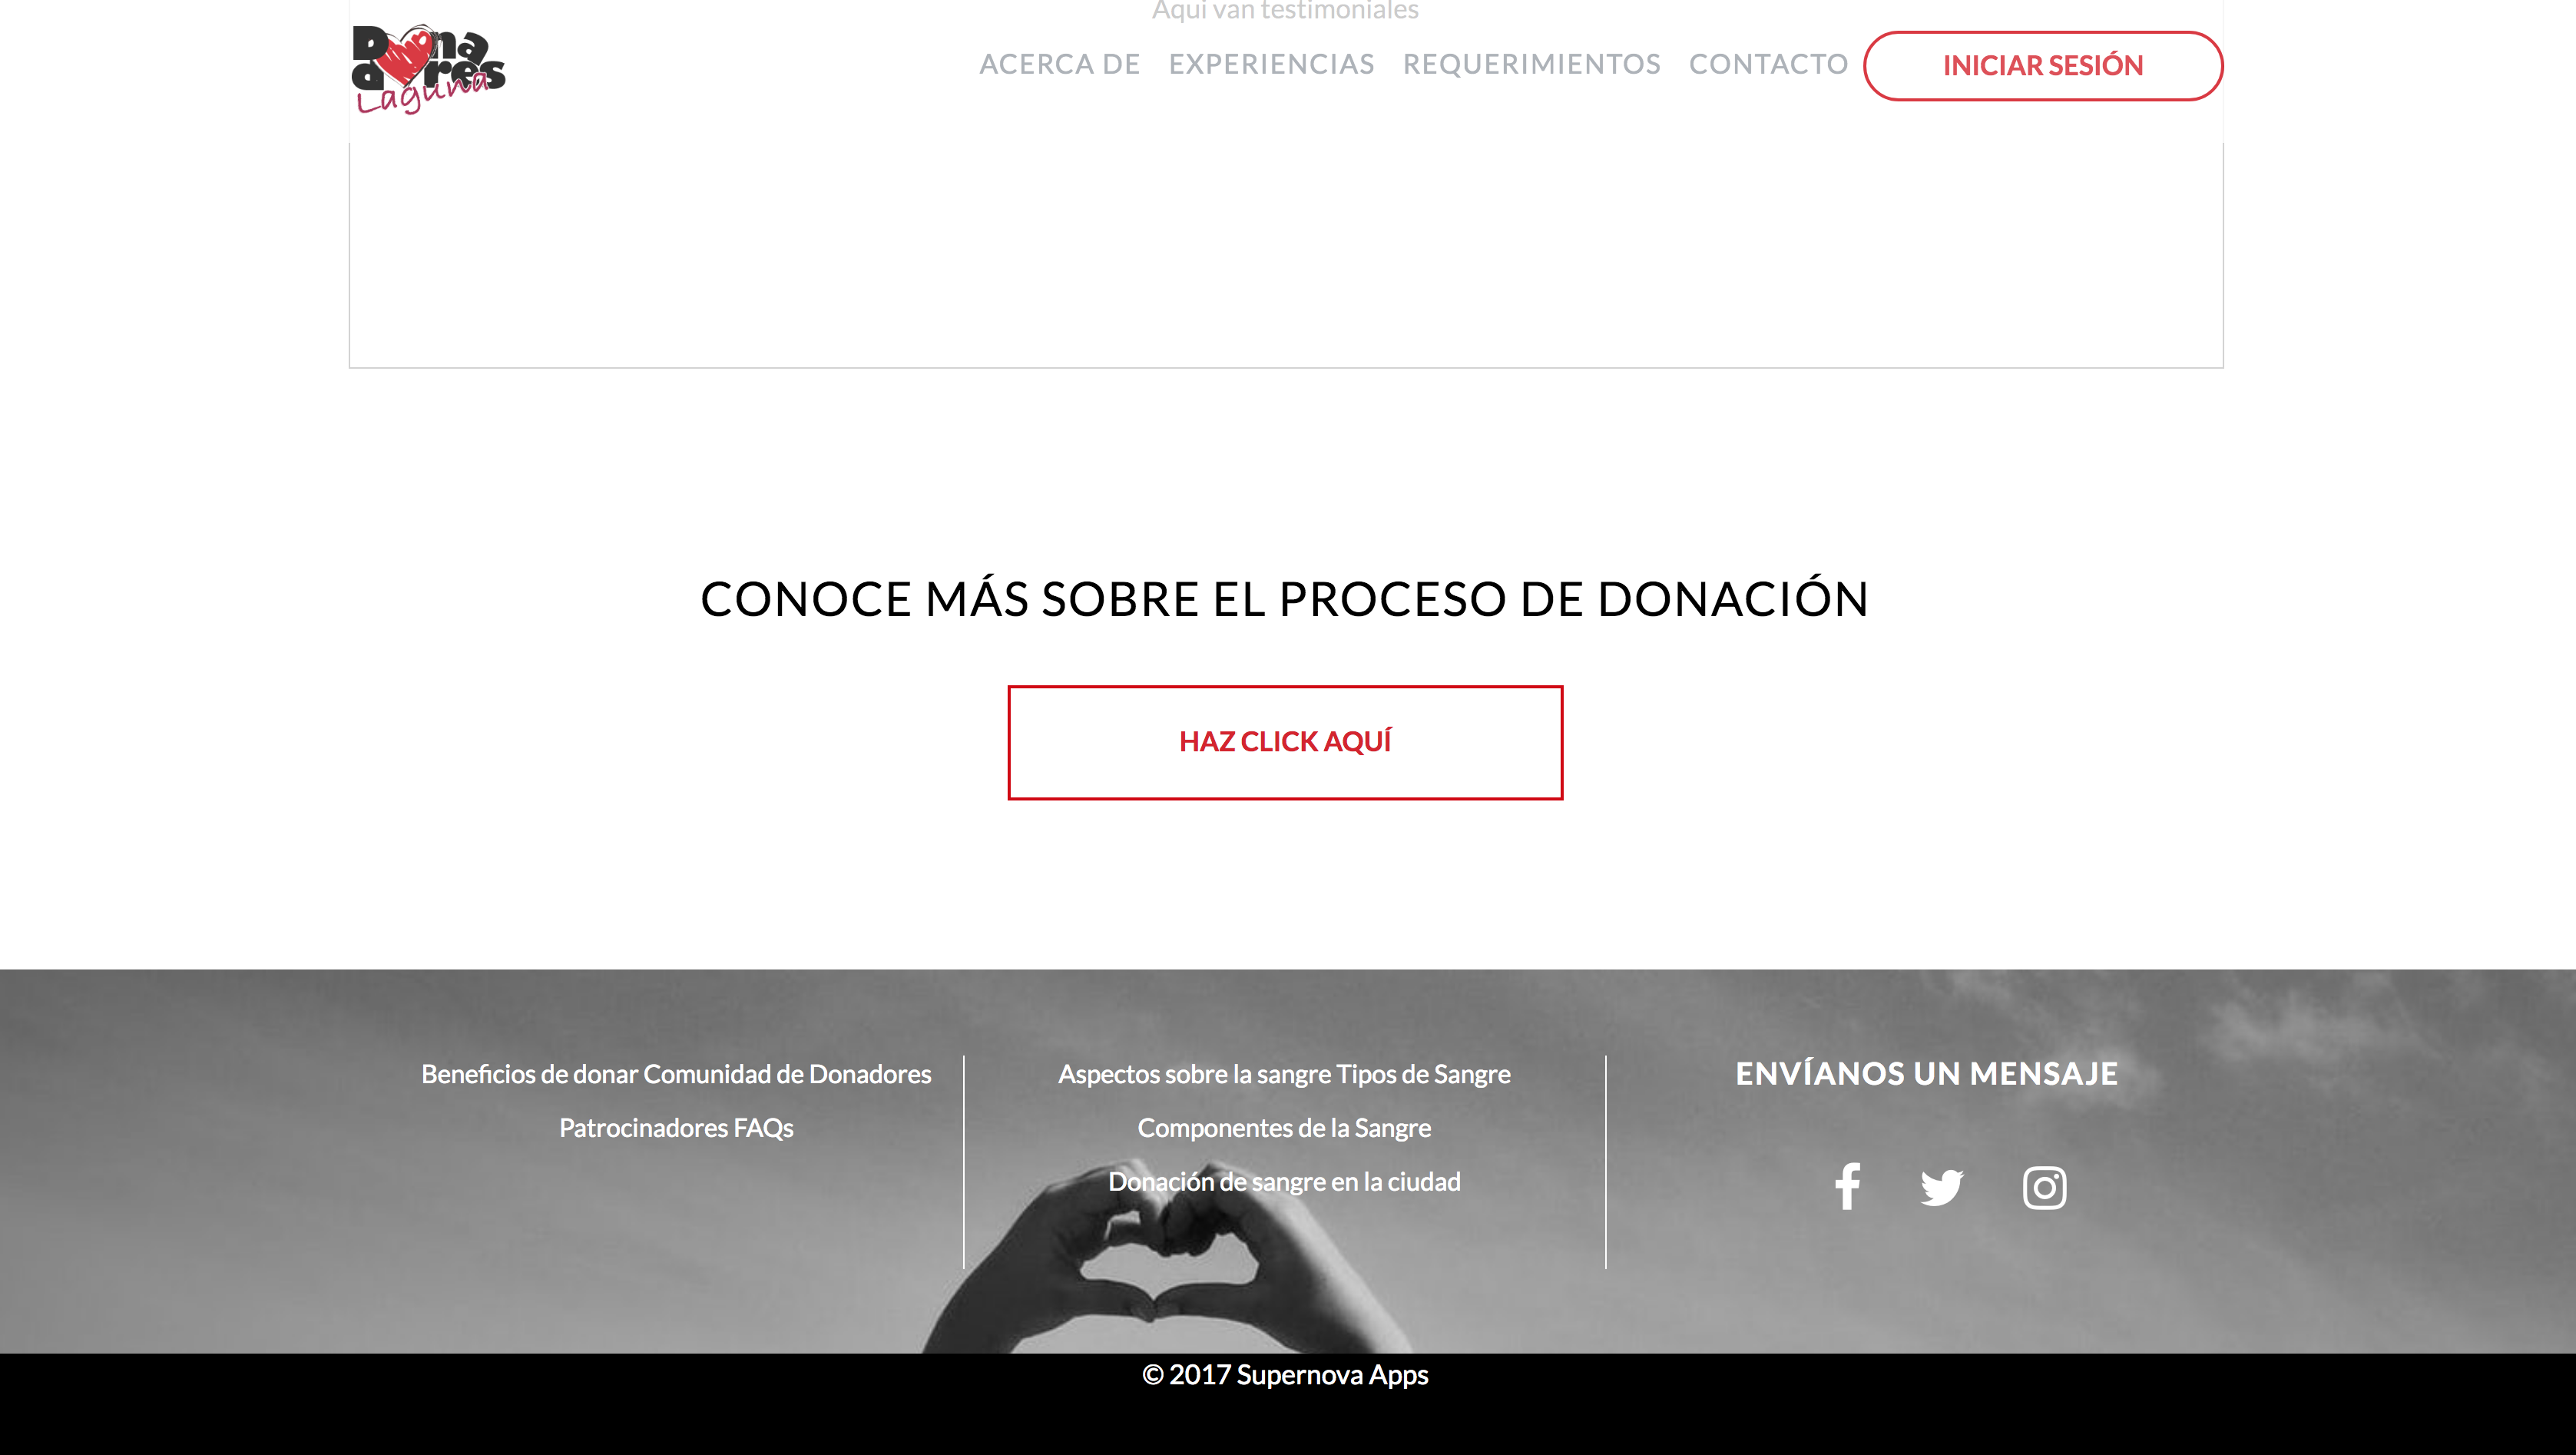 Aqui van testimoniales
Donadores
Laguna
ACERCA DE EXPERIENCIAS REQUERIMIENTOS CONTACTO INICIAR SESIÓN
CONOCE MÁS SOBRE EL PROCESO DE DONACIÓN
HAZ CLICK AQUÍ
Beneficios de donar Comunidad de Donadores
Patrocinadores FAQs
Aspectos sobre la sangre Tipos de Sangre
Componentes de la Sangre
Donación de sangre en la ciudad
ENVÍANOS UN MENSAJE
© 2017 Supernova Apps